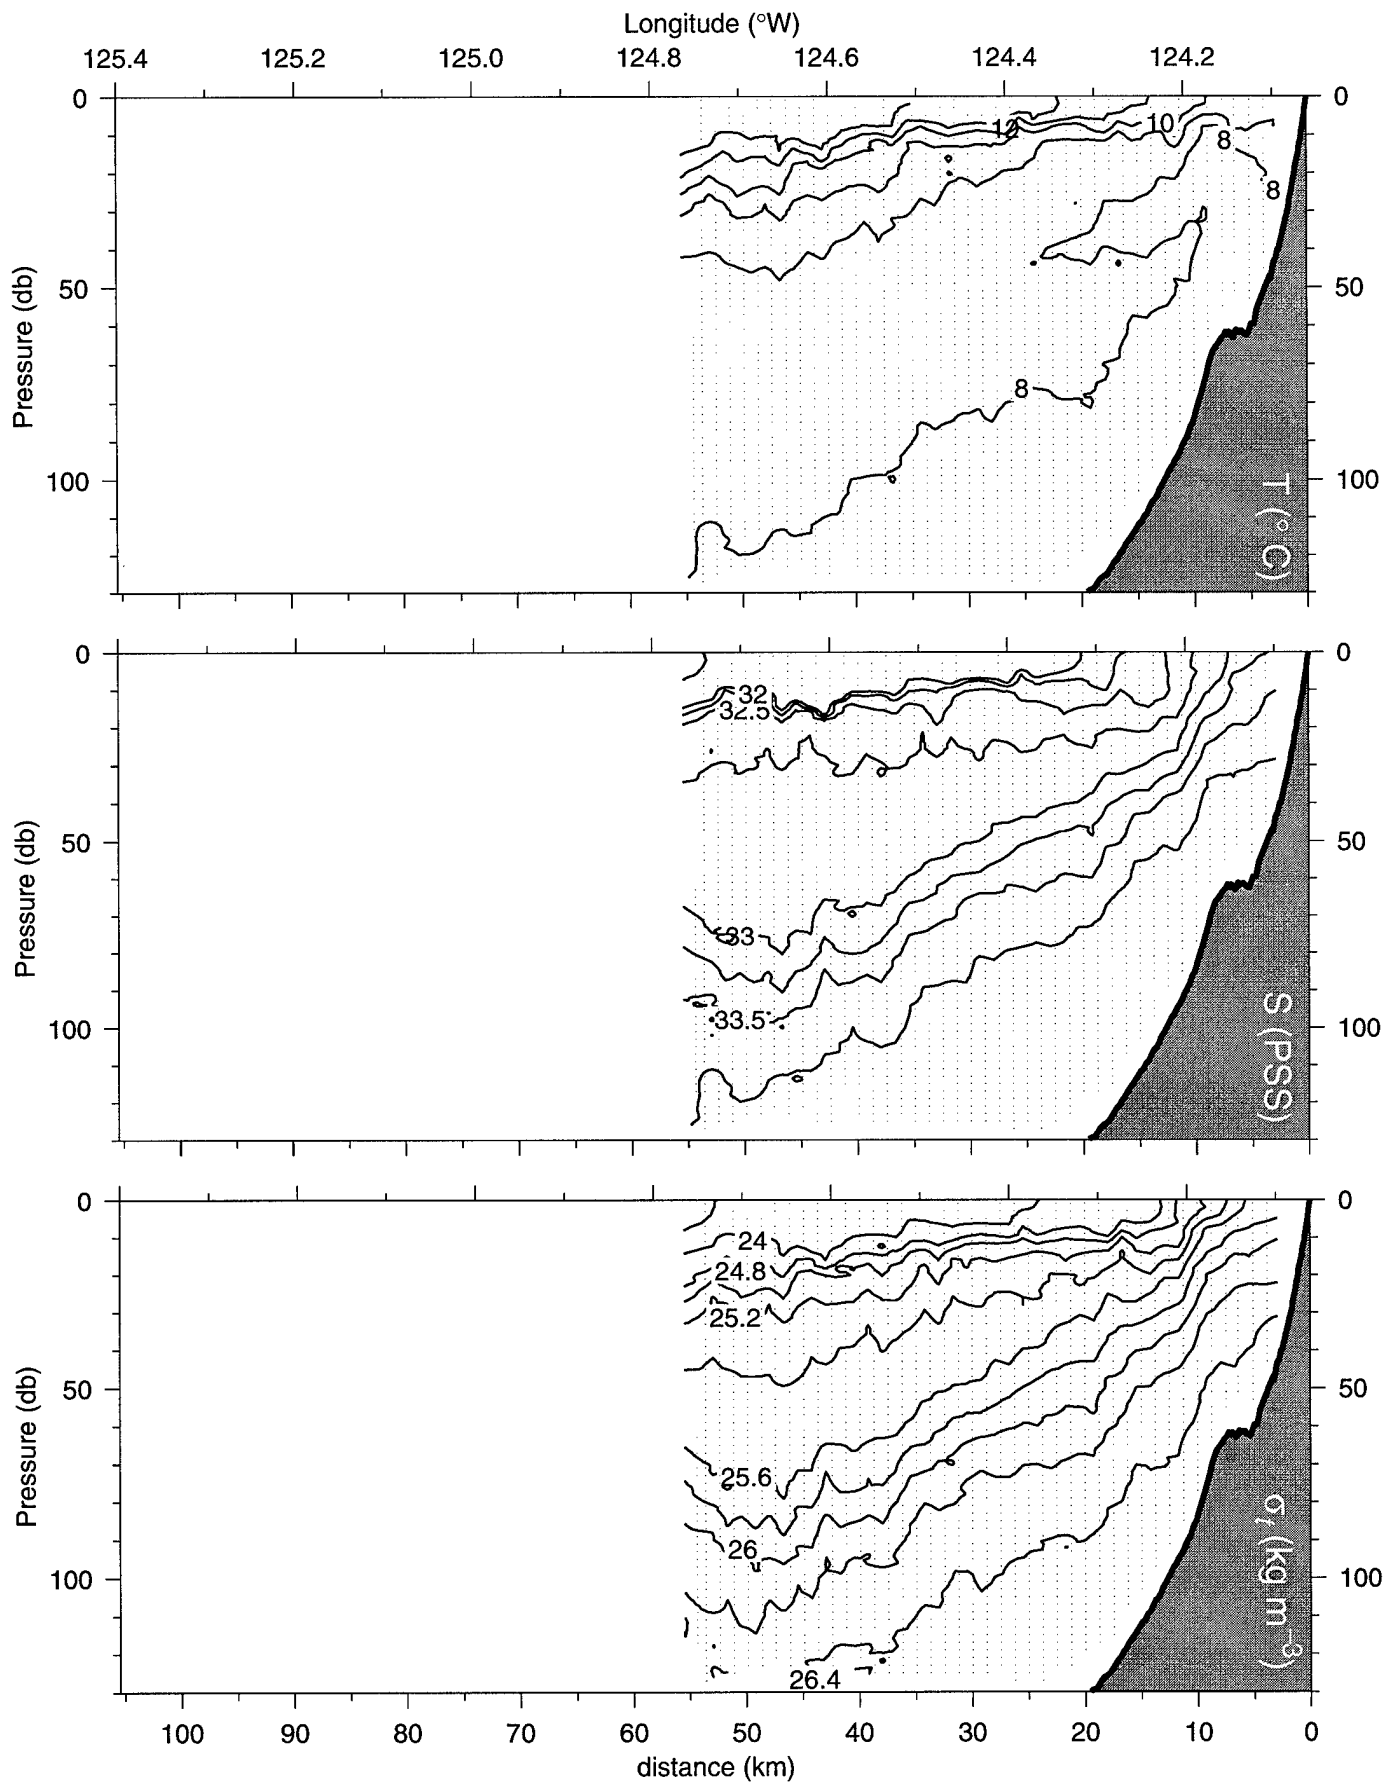 Longitude (°W)
125.4 125.2 125.0 124.8 124.6 124.4 124.2
0 0
12 10 8
8
50 50
Pressure (db)
8
100 100
T (° C)
0 0
32
32.5
50 50
Pressure (db)
33
33.5
100 100
S (PSS)
0 0
24
24.8
25.2
50 50
Pressure (db)
25.6
26
100 100
26.4
σt (kg m−3)
100 90 80 70 60 50 40 30 20 10 0
distance (km)